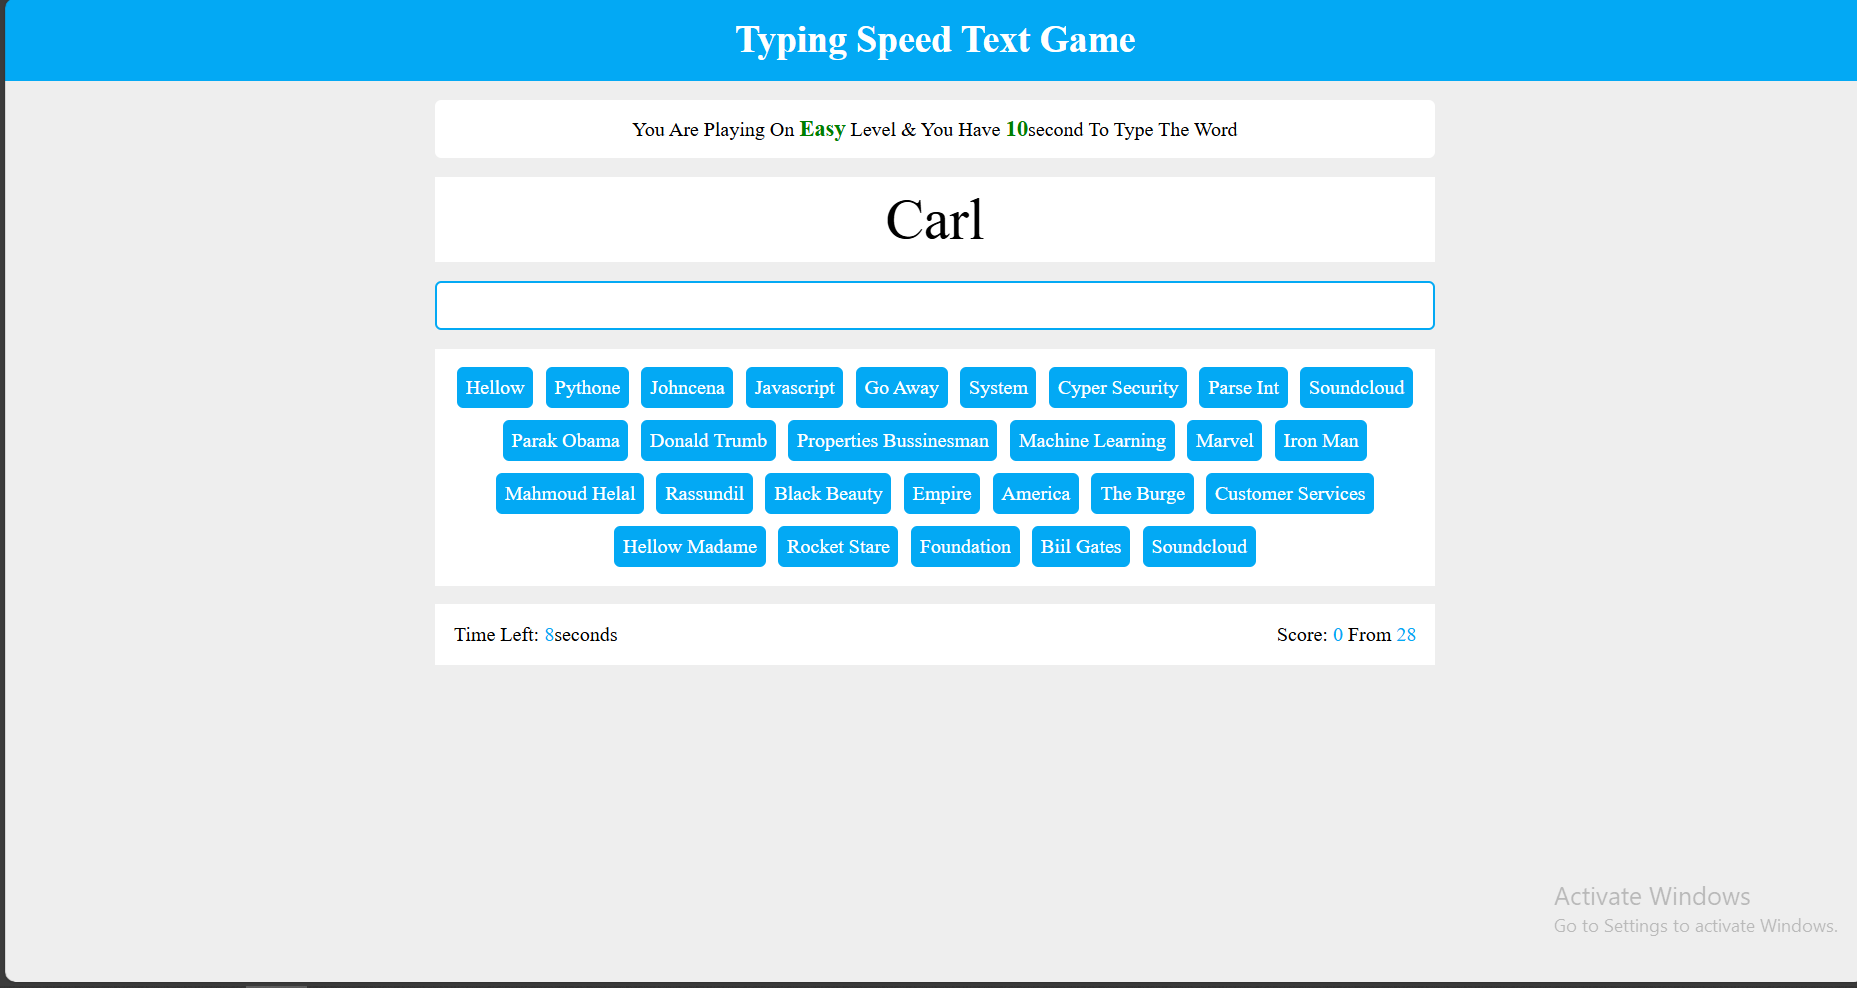 Typing Speed Text Game
You Are Playing On Easy Level & You Have 10second To Type The Word
Carl
Hellow Pythone Johncena Javascript Go Away System Cyper Security Parse Int Soundcloud
Parak Obama Donald Trumb Properties Bussinesman Machine Learning Marvel Iron Man
Mahmoud Helal Rassundil Black Beauty Empire America The Burge Customer Services
Hellow Madame Rocket Stare Foundation Biil Gates Soundcloud
Time Left: 8seconds Score: 0 From 28
Activate Windows
Go to Settings to activate Windows.